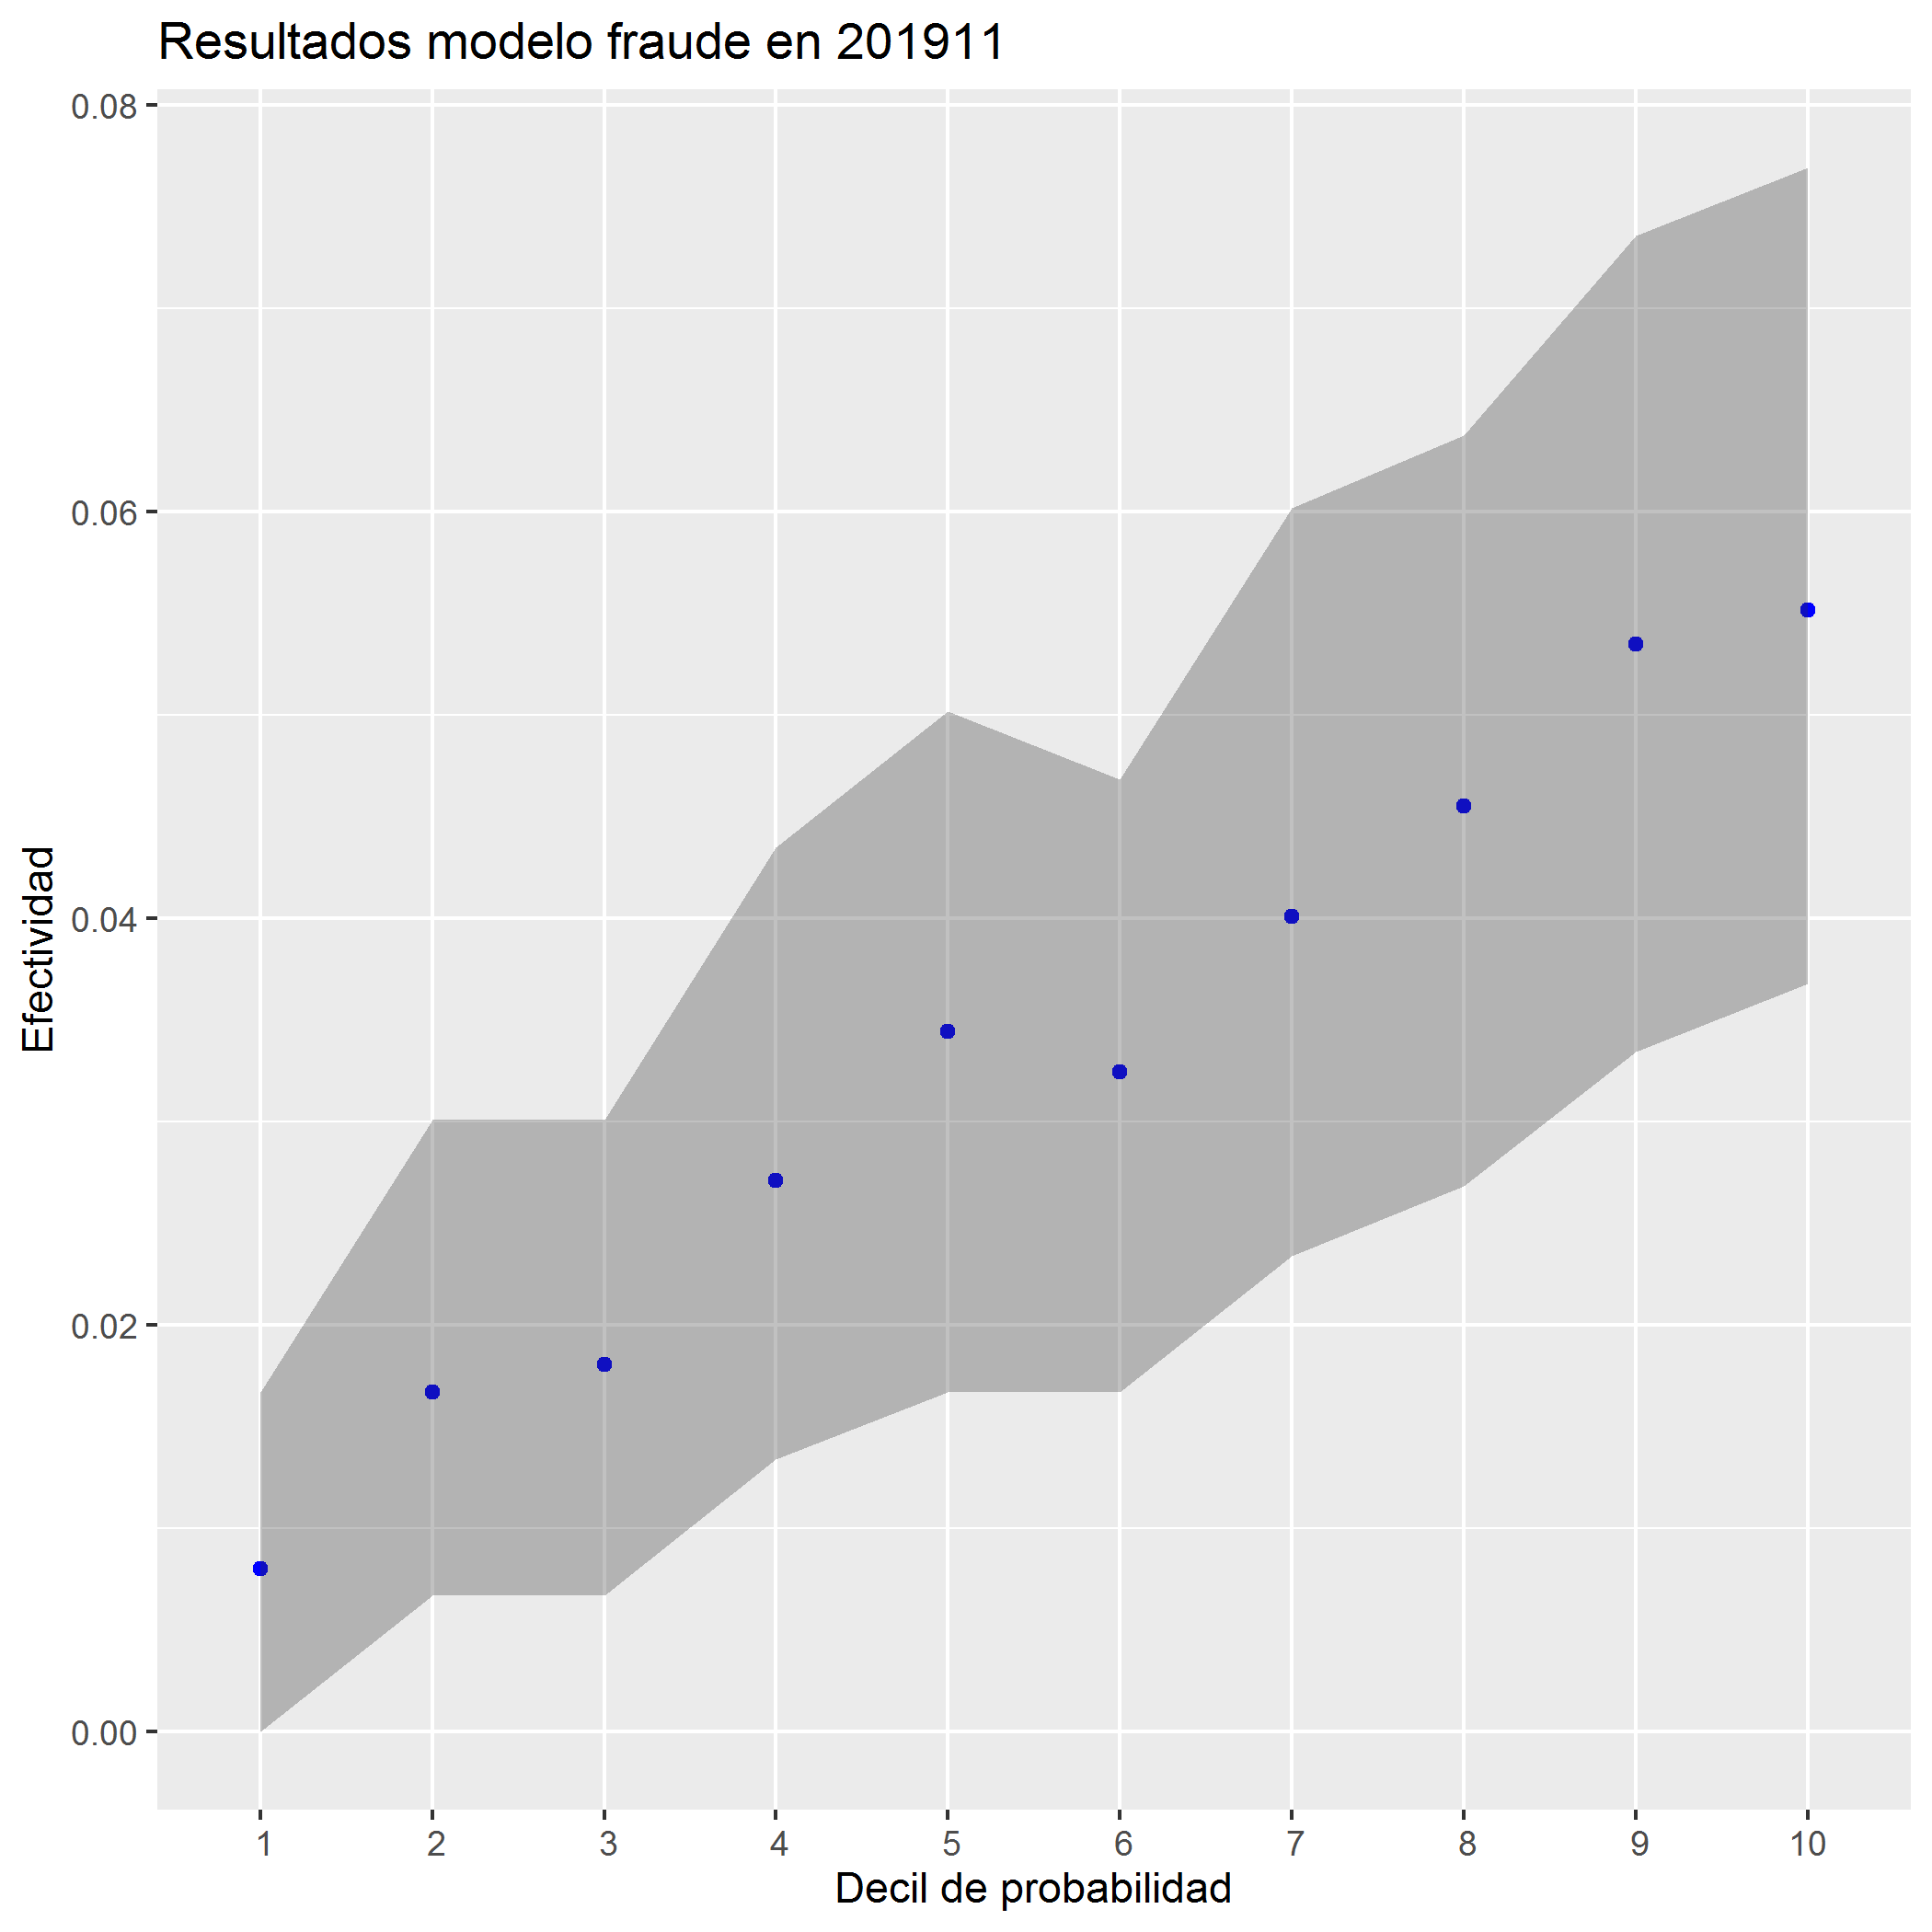 Resultados modelo fraude en 201911
0.08
0.06
0.04
0.02
0.00
Efectividad
1 2 3 4 5 6 7 8 9 10
Decil de probabilidad